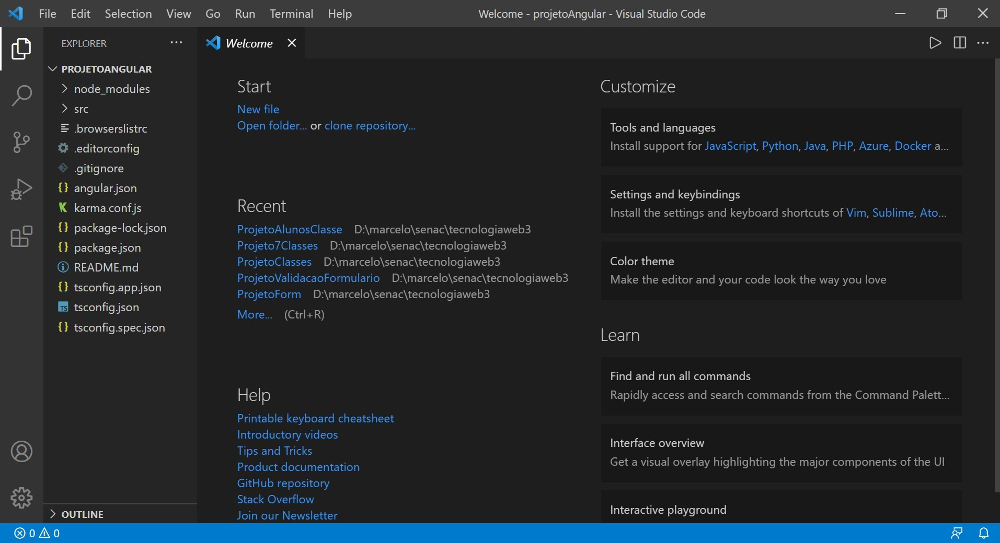 File Edit Selection View Go Run Terminal Help Welcome - projetoAngular - Visual Studio Code
EXPLORER
PROJETOANGULAR
node_modules
src
.browserslistrc
.editorconfig
.gitignore
angular.json
karma.conf.js
package-lock.json
package.json
README.md
tsconfig.app.json
TS tsconfig.json
tsconfig.spec.json
OUTLINE
Welcome
Start
New file
Open folder... or clone repository...
Recent
ProjetoAlunosClasse D:\marcelo\senac\tecnologiaweb3
Projeto7Classes D:\marcelo\senac\tecnologiaweb3
ProjetoClasses D:\marcelo\senac\tecnologiaweb3
ProjetoValidacaoFormulario D:\marcelo\senac\tecnologiaweb3
ProjetoForm D:\marcelo\senac\tecnologiaweb3
More... (Ctrl+R)
Help
Printable keyboard cheatsheet
Introductory videos
Tips and Tricks
Product documentation
GitHub repository
Stack Overflow
Join our Newsletter
Customize
Tools and languages
Install support for JavaScript, Python, Java, PHP, Azure, Docker a...
Settings and keybindings
Install the settings and keyboard shortcuts of Vim, Sublime, Ato...
Color theme
Make the editor and your code look the way you love
Learn
Find and run all commands
Rapidly access and search commands from the Command Palett...
Interface overview
Get a visual overlay highlighting the major components of the UI
Interactive playground
0 0